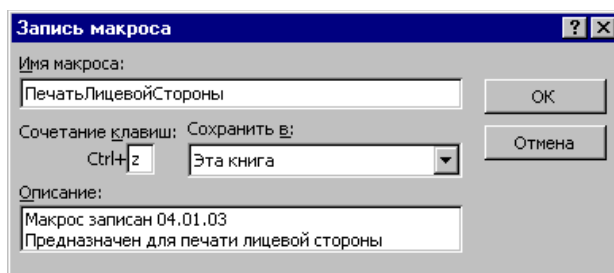 Запись макроса
Имя макроса:
ПечатьЛицевойСтороны
ОК
Сочетание клавиш: Сохранить в:
Ctrl+ z Эта книга
Отмена
Описание:
Макрос записан 04.01.03
Предназначен для печати лицевой стороны